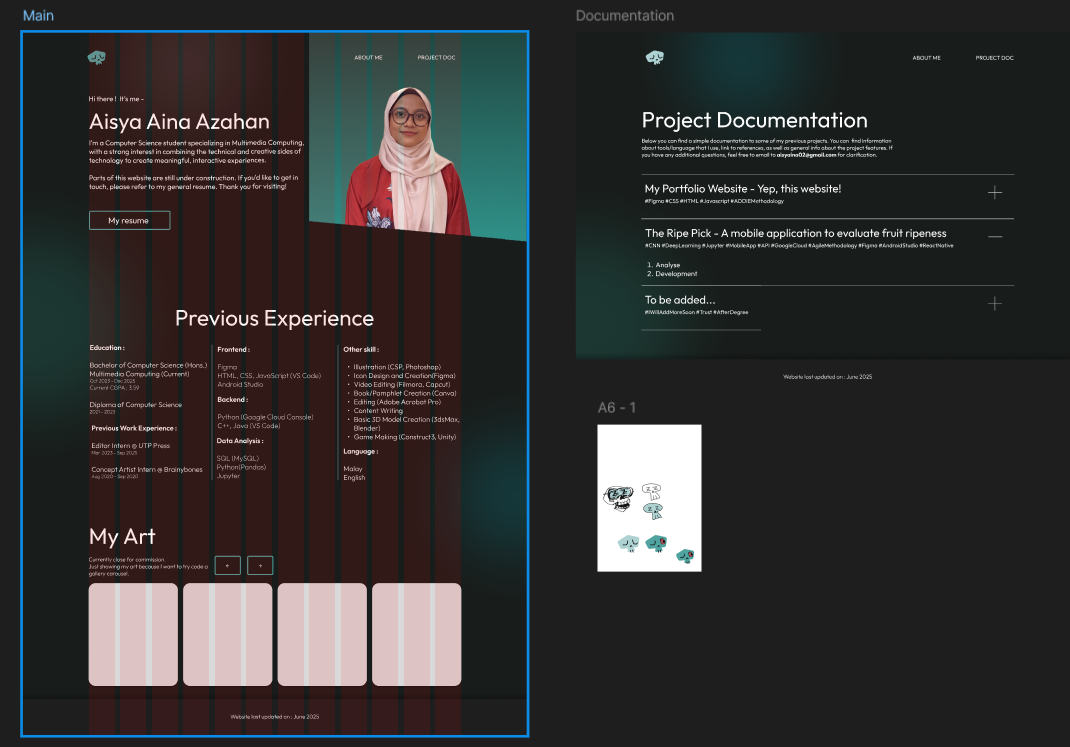 Main
ABOUT ME
PROJECT DOC
Hi there ! It's me -
Aisya Aina Azahan
I'm a Computer Science student specializing in Multimedia Computing,
with a strong interest in combining the technical and creative sides of
technology to create meaningful, interactive experiences.
Parts of this website are still under construction. If you'd like to get in
touch, please refer to my general resume. Thank you for visiting!
My resume
Previous Experience
Education :
Bachelor of Computer Science (Hons.)
Multimedia Computing (Current)
Oct 2023 - Dec 2025
Current CGPA : 3.59
Diploma of Computer Science
2021 - 2023
Previous Work Experience :
Editor Intern @ UTP Press
Mar 2023 - Sep 2023
Concept Artist Intern @ Brainybones
Aug 2020 - Sep 2020
Frontend :
Figma
HTML, CSS, JavaScript (VS Code)
Android Studio
Backend :
Python (Google Cloud Console)
C++, Java (VS Code)
Data Analysis :
SQL (MySQL)
Python(Pandas)
Jupyter
Other skill :
• Illustration (CSP, Photoshop)
• Icon Design and Creation(Figma)
• Video Editing (Filmora, Capcut)
• Book/Pamphlet Creation (Canva)
• Editing (Adobe Acrobat Pro)
• Content Writing
• Basic 3D Model Creation (3dsMax,
Blender)
• Game Making (Construct3, Unity)
Language :
Malay
English
My Art
Currently close for commission.
Just showing my art because I want to try code a
gallery carousel.
Website last updated on : June 2025
Documentation
ABOUT ME
PROJECT DOC
Project Documentation
Below you can find a documentation to some of my previous projects. You can find information
about tools/language that I use, link to references, as well as general info about the project features. If
you have any additional questions, feel free to email to aisyaina02@gmail.com for clarification.
My Portfolio Website - Yep, this website!
#Figma #CSS #HTML #Javascript #ADDIEMethodology
The Ripe Pick - A mobile application to evaluate fruit ripeness
#CNN #DeepLearning #Jupyter #MobileApp #API #GoogleCloud #AgileMethodology #Figma #AndroidStudio #ReactNative
1. Analyse
2. Development
To be added...
#IWillAddMoreSoon #Trust #AfterDegree
Website last updated on : June 2025
A6 - 1